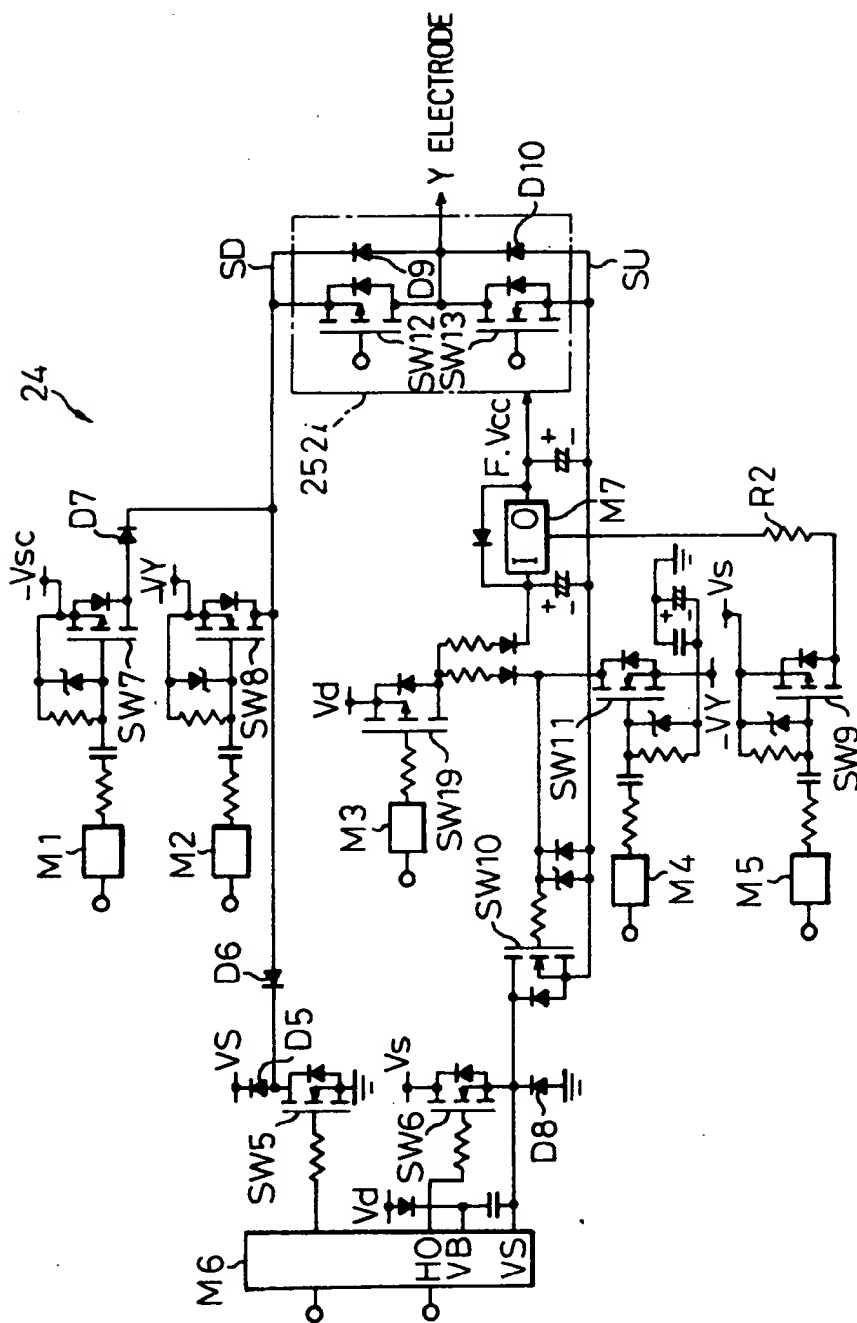 24
-Vsc
D7
M1
SW7
-VY
M2
SW8
SD
D6
VS
D5
SW5
252i
D9
SW12
SW13
Y ELECTRODE
D10
SU
F.Vcc
I O
M7
R2
Vd
M3
SW19
SW10
Vs
SW6
D8
Vd
M6
HO
VB
VS
M4
SW11
-VY
+
-
+
-
+
-
Vs
M5
SW9